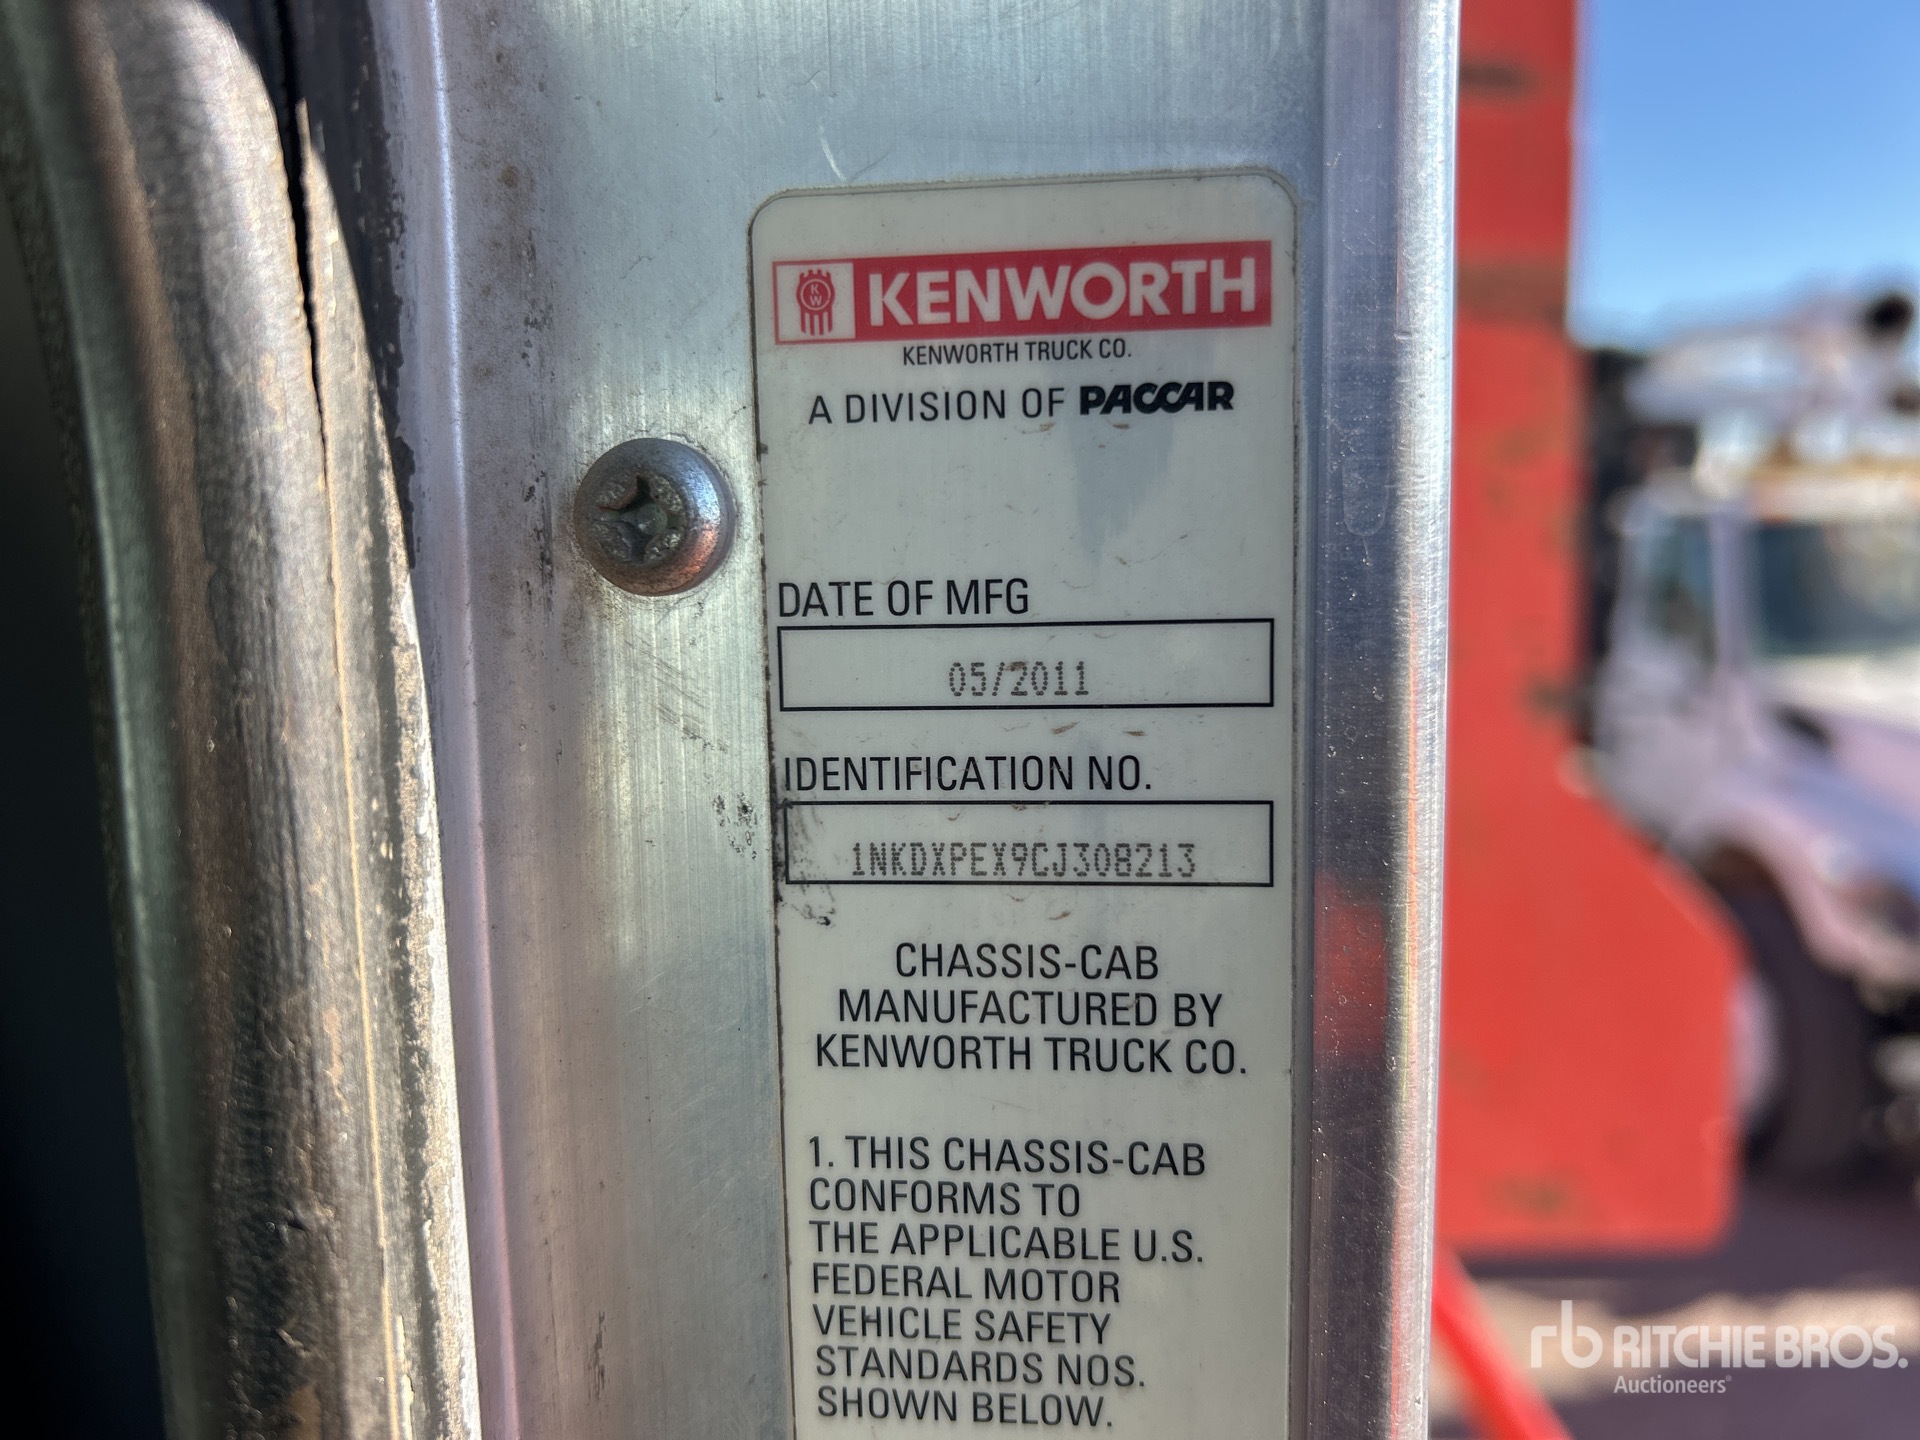 KW
KENWORTH
KENWORTH TRUCK CO.
A DIVISION OF PACCAR
DATE OF MFG
05/2011
IDENTIFICATION NO.
1NKDXPEX9CJ308213
CHASSIS-CAB
MANUFACTURED BY
KENWORTH TRUCK CO.
1. THIS CHASSIS-CAB
CONFORMS TO
THE APPLICABLE U.S.
FEDERAL MOTOR
VEHICLE SAFETY
STANDARDS NOS.
SHOWN BELOW.
rb RITCHIE BROS.
Auctioneers